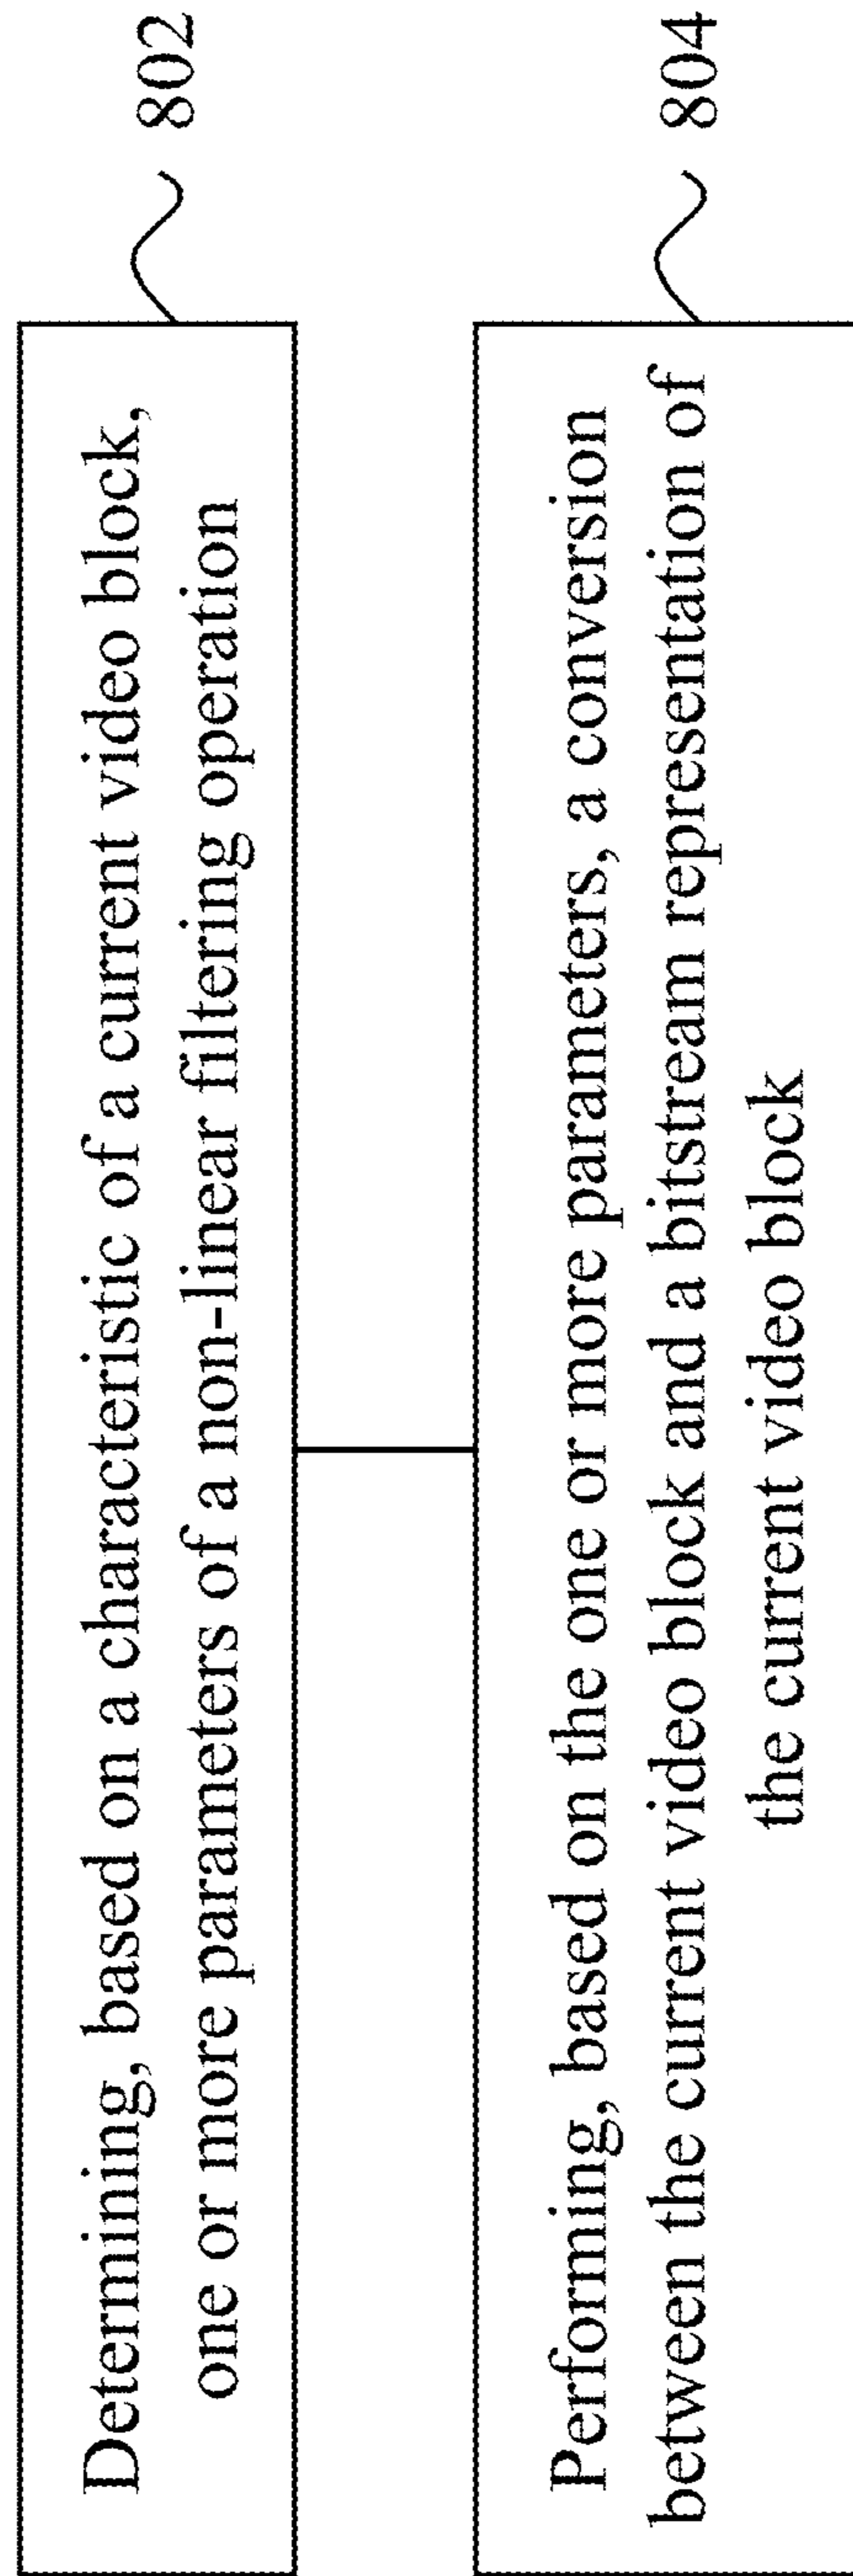 Determining, based on a characteristic of a current video block,
one or more parameters of a non-linear filtering operation
802
Performing, based on the one or more parameters, a conversion
between the current video block and a bitstream representation of
the current video block
804